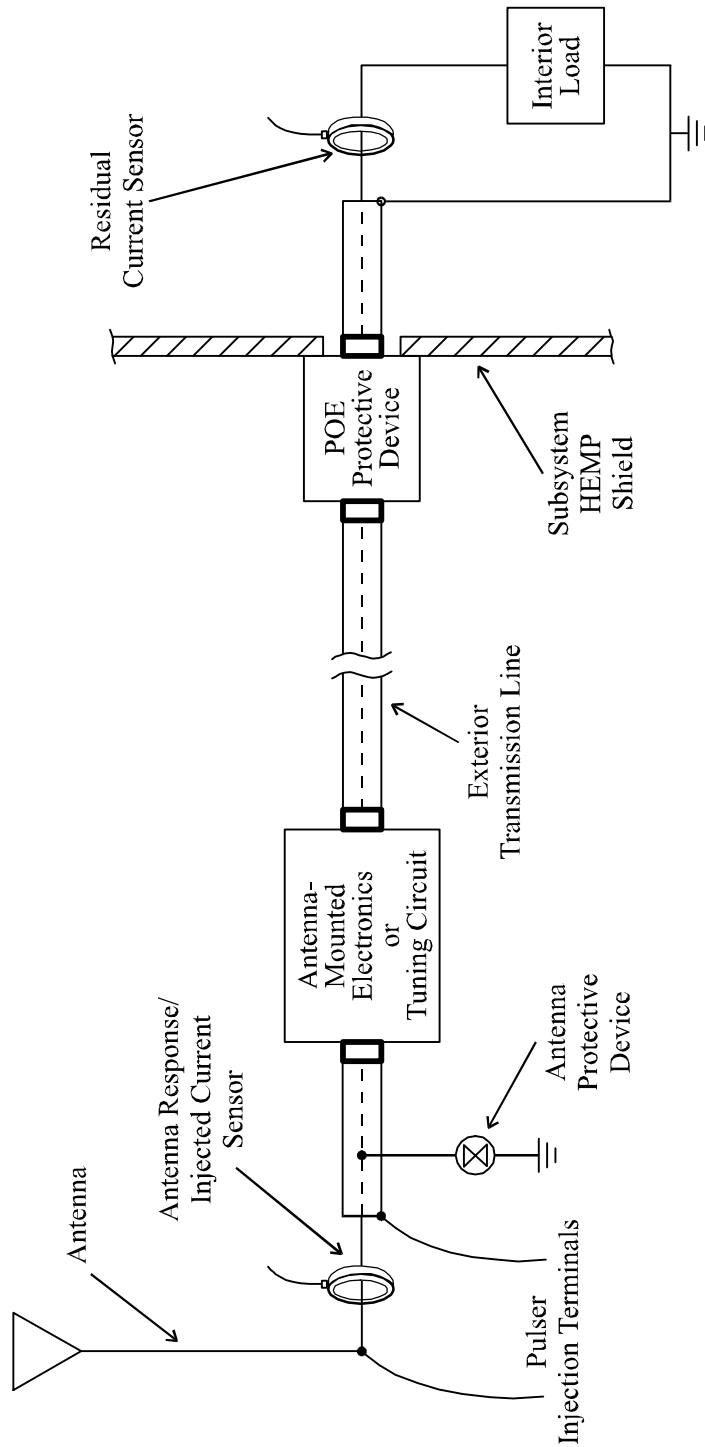 Antenna
Antenna Response/
Injected Current
Sensor
Pulser
Injection Terminals
Antenna
Protective
Device
Antenna-
Mounted
Electronics
or
Tuning Circuit
Exterior
Transmission Line
POE
Protective
Device
Subsystem
HEMP
Shield
Residual
Current Sensor
Interior
Load